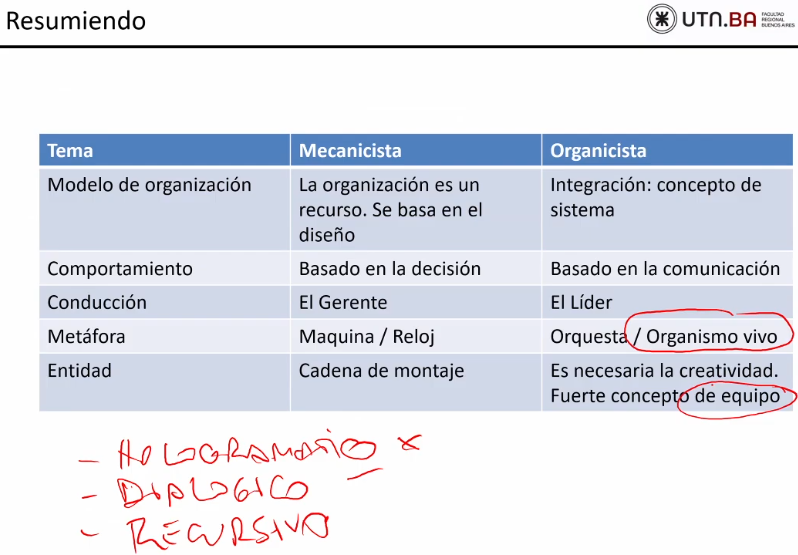 Resumiendo
UTN.BA FACULTAD REGIONAL BUENOS AIRES
Tema Mecanicista Organicista
Modelo de organización La organización es un recurso. Se basa en el diseño Integración: concepto de sistema
Comportamiento Basado en la decisión Basado en la comunicación
Conducción El Gerente El Líder
Metáfora Maquina / Reloj Orquesta / Organismo vivo
Entidad Cadena de montaje Es necesaria la creatividad. Fuerte concepto de equipo
- HOLOGRAMATICO x
- DIALOGICO
- RECURSIVO